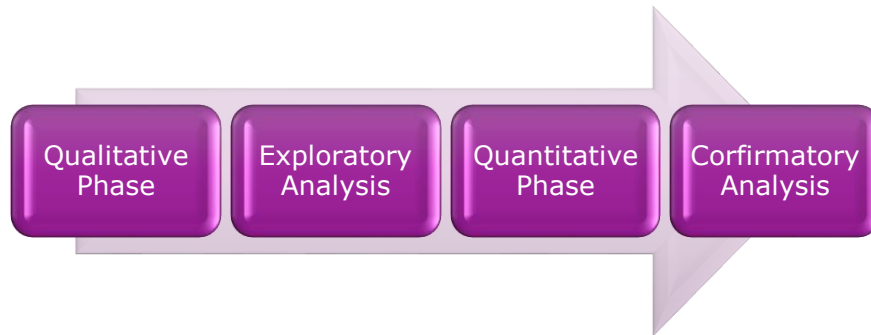 Qualitative
Phase
Exploratory
Analysis
Quantitative
Phase
Corfirmatory
Analysis